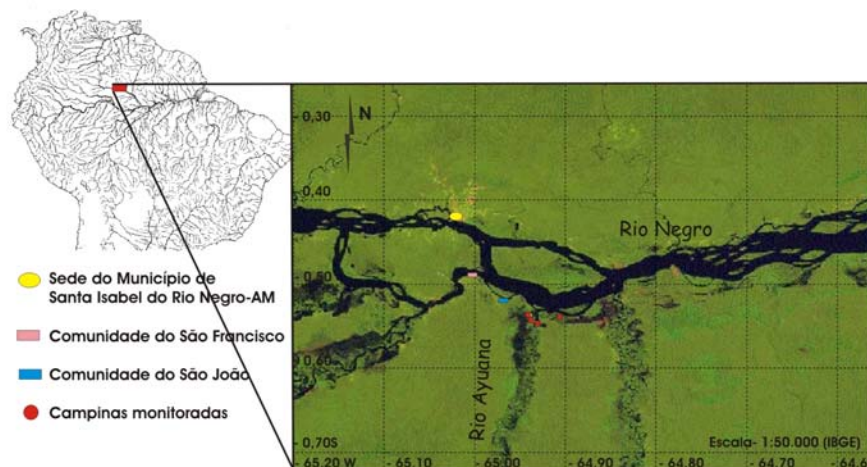 N
- 0,30
- 0,40
- 0,50
- 0,60
- 0,70S
Rio Negro
Rio Ayuana
Sede do Município de
Santa Isabel do Rio Negro-AM
Comunidade do São Francisco
Comunidade do São João
Campinas monitoradas
Escala- 1:50.000 (IBGE)
- 65.20 W
- 65.10
- 65.00
- 64.90
- 64.80
- 64.70